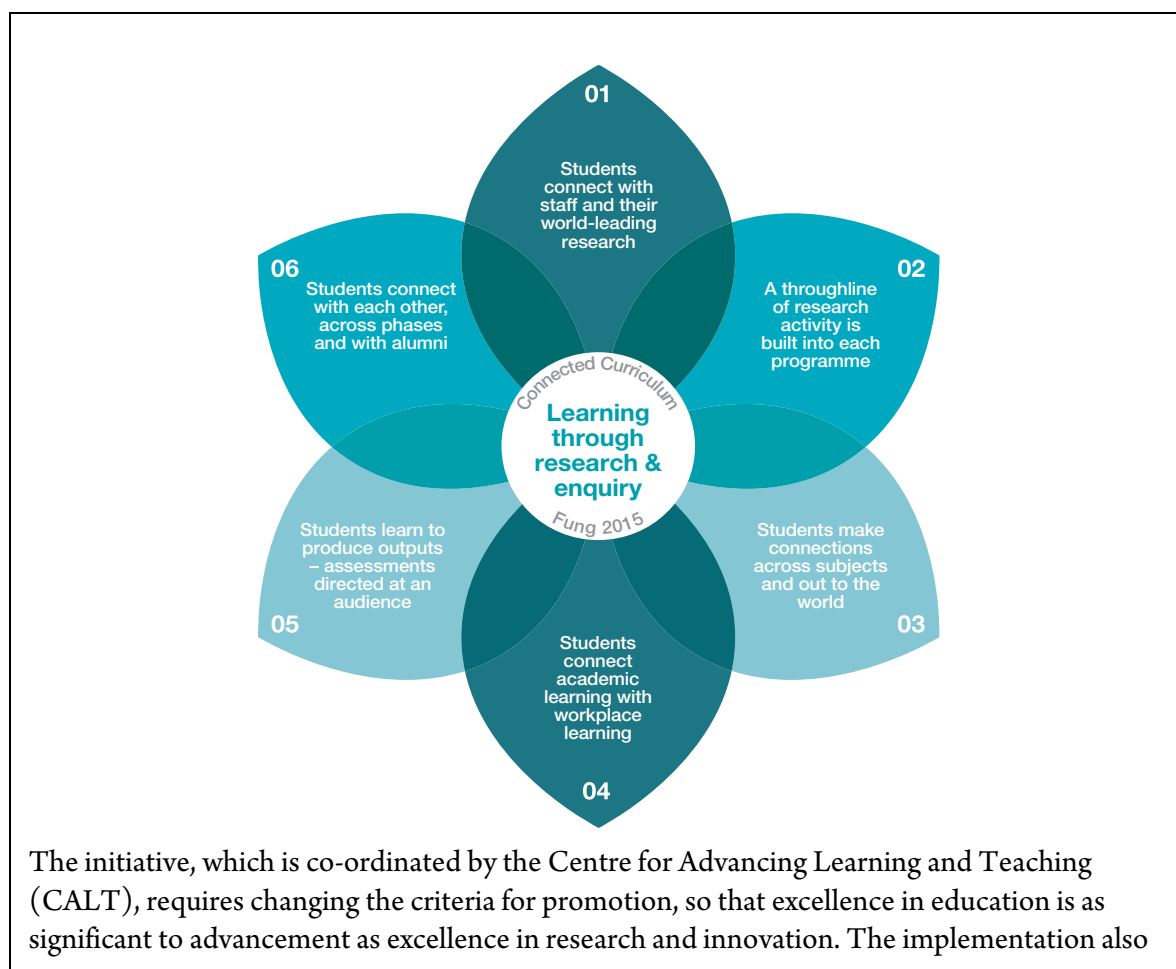 01
Students
connect with
staff and their
world-leading
research
02
A throughline
of research
activity is
built into each
programme
06
Students connect
with each other,
across phases
and with alumni
Connected Curriculum
Learning
through
research &
enquiry
Fung 2015
Students make
connections
across subjects
and out to the
world
03
Students
connect
academic
learning with
workplace
learning
04
Students learn to
produce outputs
– assessments
directed at an
audience
05
The initiative, which is co-ordinated by the Centre for Advancing Learning and Teaching
(CALT), requires changing the criteria for promotion, so that excellence in education is as
significant to advancement as excellence in research and innovation. The implementation also